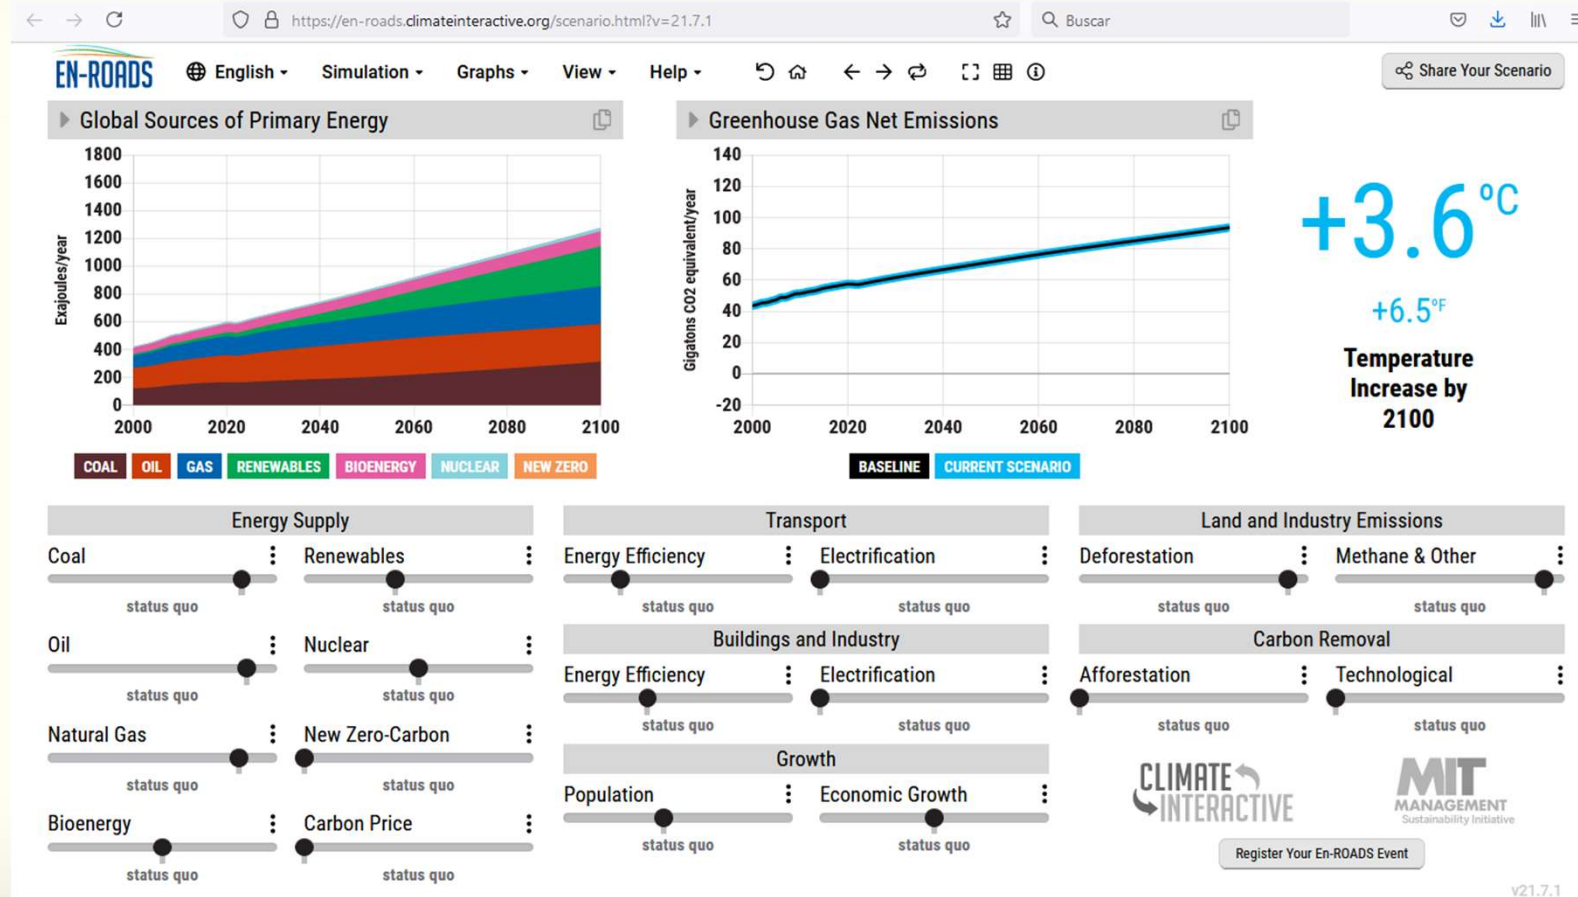 https://en-roads.climateinteractive.org/scenario.html?v=21.7.1
Buscar
EN-ROADS
English
Simulation
Graphs
View
Help
Share Your Scenario
Global Sources of Primary Energy
Exajoules/year
1800
1600
1400
1200
1000
800
600
400
200
0
2000 2020 2040 2060 2080 2100
COAL OIL GAS RENEWABLES BIOENERGY NUCLEAR NEW ZERO
Greenhouse Gas Net Emissions
Gigatons CO2 equivalent/year
140
120
100
80
60
40
20
0
-20
2000 2020 2040 2060 2080 2100
BASELINE CURRENT SCENARIO
+3.6 ºC
+6.5ºF
Temperature
Increase by
2100
Energy Supply
Coal
status quo
Renewables
status quo
Oil
status quo
Nuclear
status quo
Natural Gas
status quo
New Zero-Carbon
status quo
Bioenergy
status quo
Carbon Price
status quo
Transport
Energy Efficiency
status quo
Electrification
status quo
Buildings and Industry
Energy Efficiency
status quo
Electrification
status quo
Growth
Population
status quo
Economic Growth
status quo
Land and Industry Emissions
Deforestation
status quo
Methane & Other
status quo
Carbon Removal
Afforestation
status quo
Technological
status quo
CLIMATE
INTERACTIVE
MIT
MANAGEMENT
Sustainability Initiative
Register Your En-ROADS Event
v21.7.1